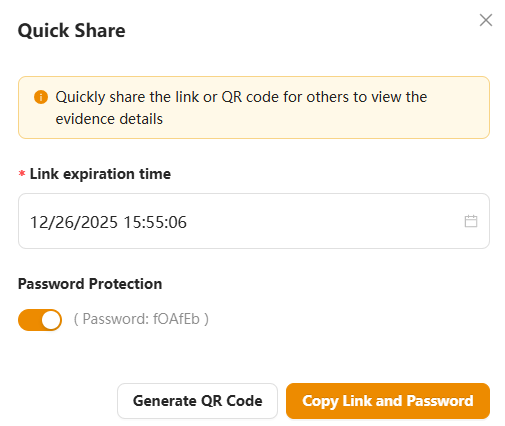 Quick Share
Quickly share the link or QR code for others to view the
evidence details
* Link expiration time
12/26/2025 15:55:06
Password Protection
( Password: fOAfEb )
Generate QR Code
Copy Link and Password